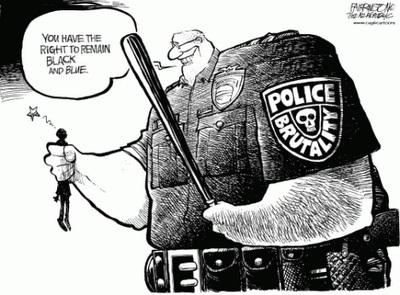 YOU HAVE THE
RIGHT TO REMAIN
BLACK
AND BLUE.
POLICE
BRUTALITY